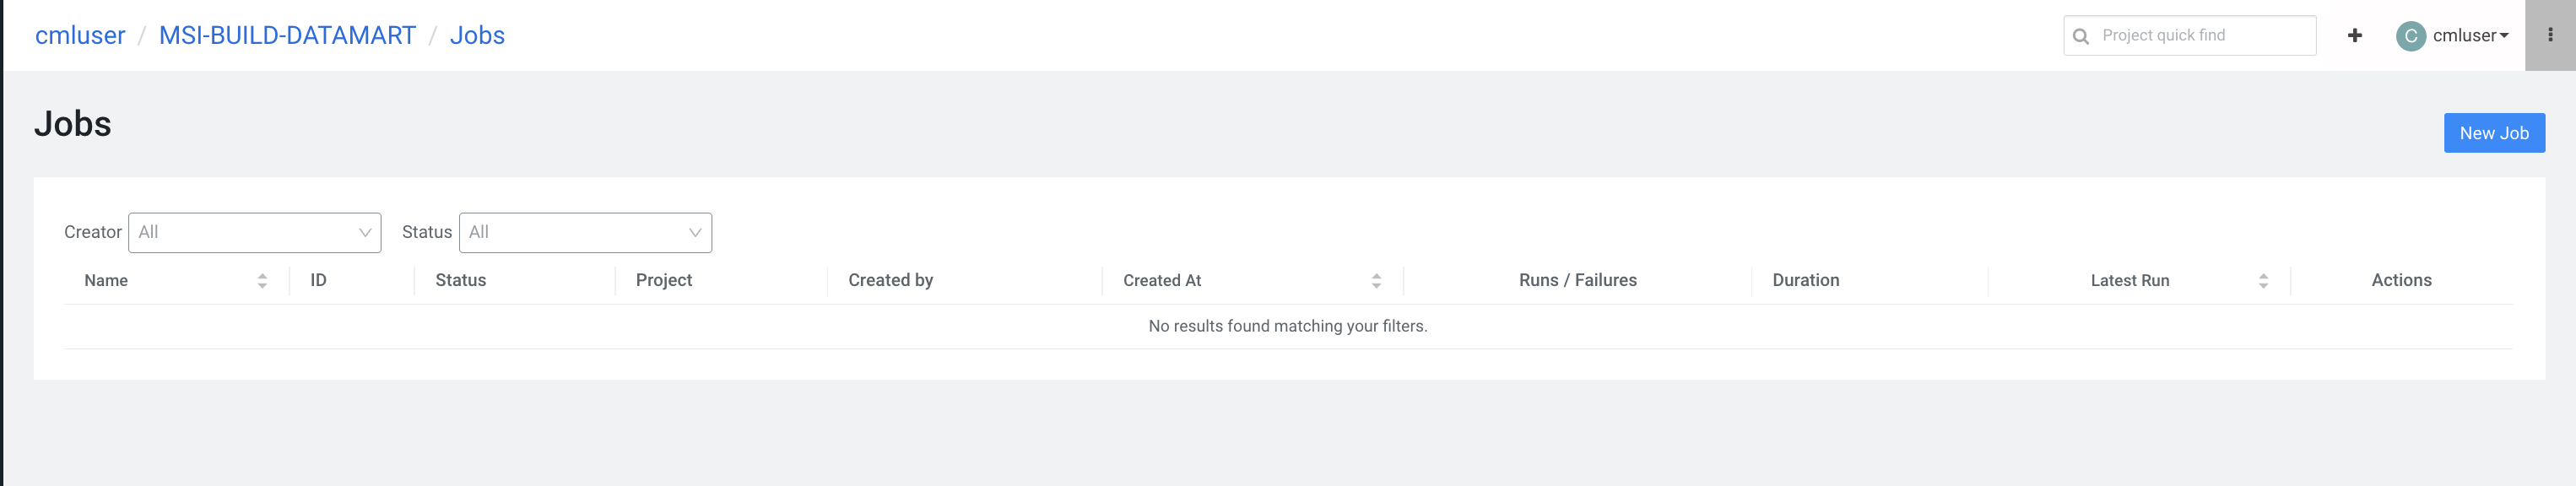 cmluser / MSI-BUILD-DATAMART / Jobs Project quick find + C cmluser
Jobs
New Job
Creator All Status All
Name ID Status Project Created by Created At Runs / Failures Duration Latest Run Actions
No results found matching your filters.